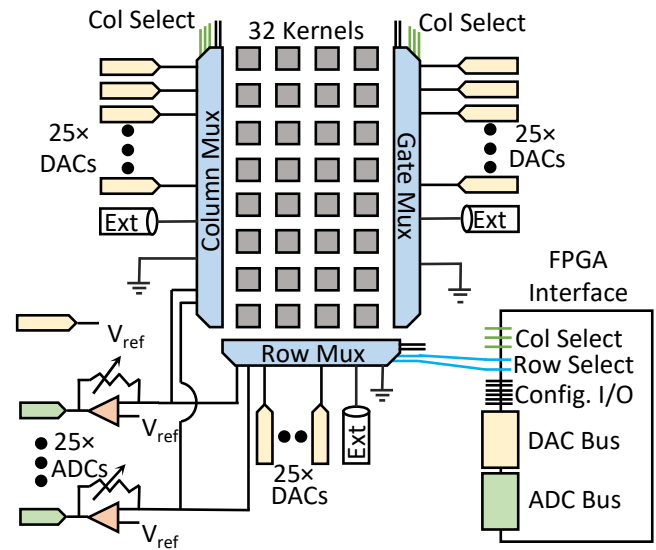 Col Select
32 Kernels
Col Select
25×
DACs
Column Mux
Gate Mux
25×
DACs
Ext
Ext
FPGA
Interface
V_ref
Row Mux
Col Select
Row Select
Config. I/O
DAC Bus
ADC Bus
V_ref
25×
ADCs
Ext
25×
DACs
V_ref